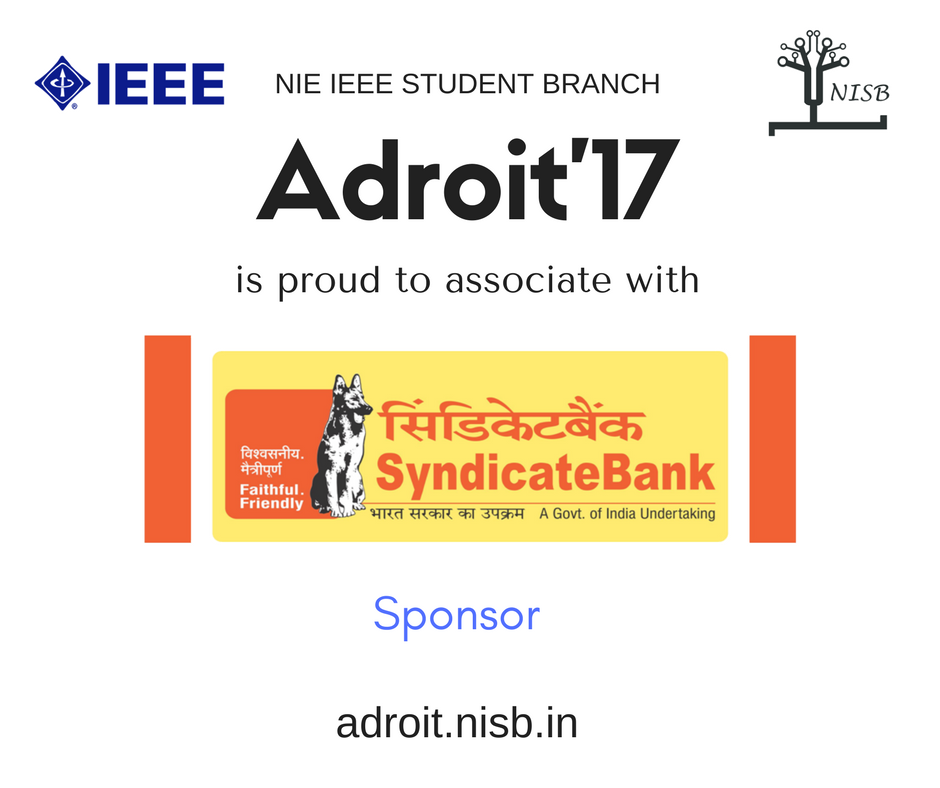 IEEE
NIE IEEE STUDENT BRANCH
NISB
Adroit'17
is proud to associate with
सिंडिकेटबैंक
SyndicateBank
विश्वसनीय.
मैत्रीपूर्ण
Faithful.
Friendly
भारत सरकार का उपक्रम A Govt. of India Undertaking
Sponsor
adroit.nisb.in